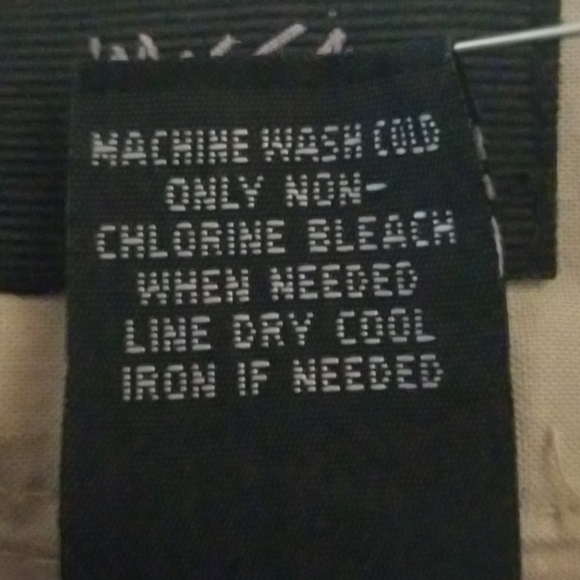 MACHINE WASH COLD
ONLY NON-
CHLORINE BLEACH
WHEN NEEDED
LINE DRY COOL
IRON IF NEEDED